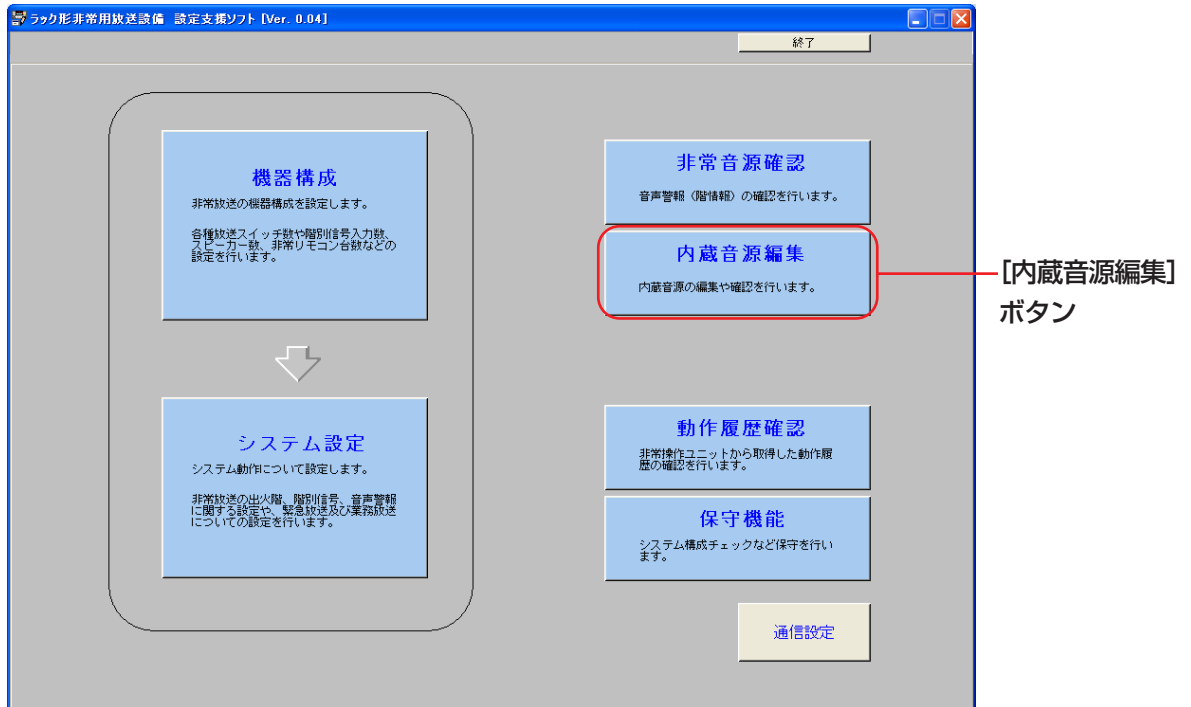 ラック形非常用放送設備 設定支援ソフト [Ver. 0.04]
終了
機器構成
非常放送の機器構成を設定します。
各種放送スイッチ数や階別信号入力数、
スピーカー数、非常リモコン台数などの
設定を行います。
システム設定
システム動作について設定します。
非常放送の出火階、階別信号、音声警報
に関する設定や、緊急放送及び業務放送
についての設定を行います。
非常音源確認
音声警報（階情報）の確認を行います。
内蔵音源編集
内蔵音源の編集や確認を行います。
[内蔵音源編集]
ボタン
動作履歴確認
非常操作ユニットから取得した動作履
歴の確認を行います。
保守機能
システム構成チェックなど保守を行い
ます。
通信設定